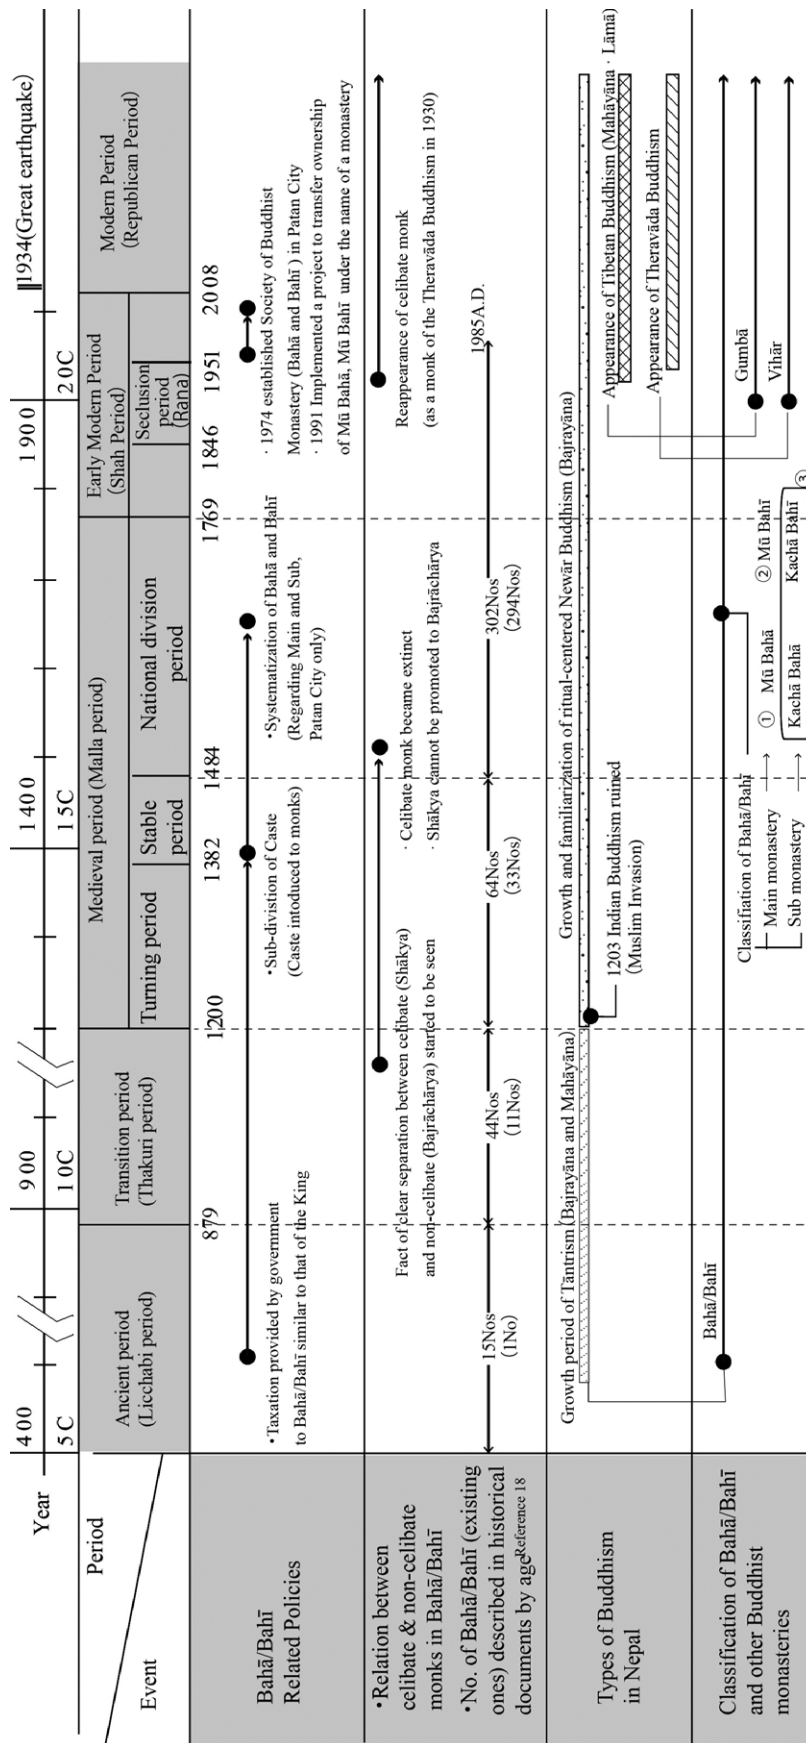 Year
400
900
1400
1900
1934(Great earthquake)
5C
10C
15C
20C
Period
Event
Ancient period
(Licchabi period)
Transition period
(Thakuri period)
Medieval period (Malla period)
Turning period
Stable
period
National division
period
Early Modern Period
(Shah Period)
Seclusion
period
(Rana)
Modern Period
(Republican Period)
879
1200
1382
1484
1769
1846
1951
2008
Bahā/Bahī
Related Policies
•Taxation provided by government
to Bahā/Bahī similar to that of the King
•Sub-divistion of Caste
(Caste intoduced to monks)
•Systematization of Bahā and Bahī
(Regarding Main and Sub,
Patan City only)
· 1974 established Society of Buddhist
Monastery (Bahā and Bahī ) in Patan City
· 1991 Implemented a project to transfer ownership
of Mū Bahā, Mū Bahī under the name of a monastery
•Relation between
celibate & non-celibate
monks in Bahā/Bahī
Fact of clear separation between celibate (Shākya)
and non-celibate (Bajrāchārya) started to be seen
· Celibate monk became extinct
· Shākya cannot be promoted to Bajrāchārya
Reappearance of celibate monk
(as a monk of the Theravāda Buddhism in 1930)
•No. of Bahā/Bahī (existing
ones) described in historical
documents by age Reference 18
15Nos
(1No)
44Nos
(11Nos)
64Nos
(33Nos)
302Nos
(294Nos)
1985A.D.
Types of Buddhism
in Nepal
Growth period of Tāntrism (Bajrayāna and Mahāyāna)
1203 Indian Buddhism ruined
(Muslim Invasion)
Growth and familiarization of ritual-centered Newār Buddhism (Bajrayāna)
Appearance of Tibetan Buddhism (Mahāyāna · Lāmā)
Appearance of Theravāda Buddhism
Classification of Bahā/Bahī
and other Buddhist
monasteries
Bahā/Bahī
Classifiation of Bahā/Bahī
Main monastery
① Mū Bahā
② Mū Bahī
Sub monastery
Kachā Bahā
Kachā Bahī
③
Gumbā
Vihār